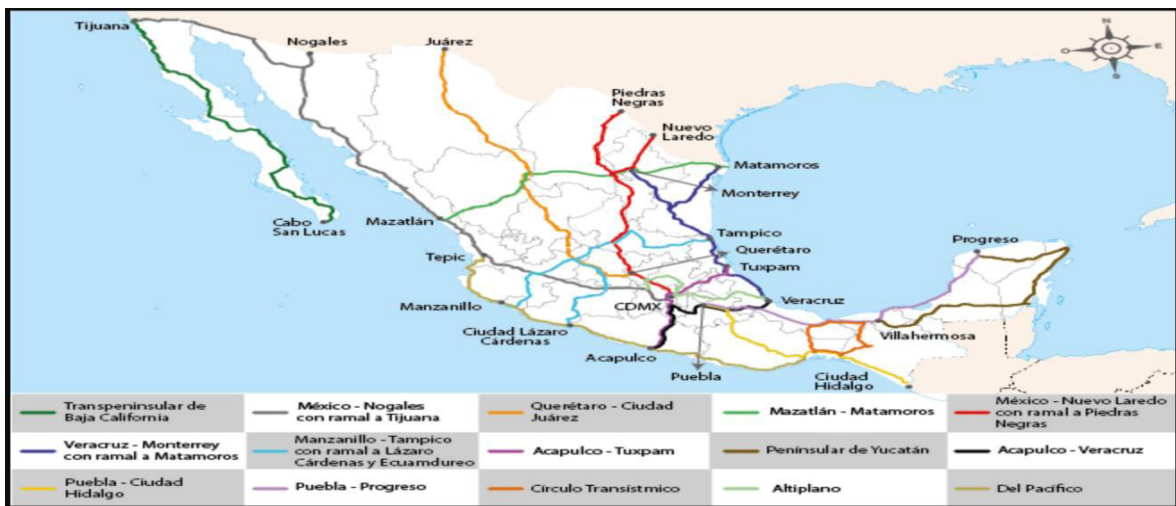 Tijuana
Nogales
Juárez
N
O
E
S
Piedras
Negras
Nuevo
Laredo
Matamoros
Monterrey
Cabo
San Lucas
Mazatlán
Tampico
Querétaro
Progreso
Tepic
Tuxpam
Manzanillo
CDMX
Veracruz
Ciudad Lázaro
Cárdenas
Villahermosa
Acapulco
Puebla
Ciudad
Hidalgo
Transpeninsular de
Baja California
México - Nogales
con ramal a Tijuana
Querétaro - Ciudad
Juárez
Mazatlán - Matamoros
México - Nuevo Laredo
con ramal a Piedras
Negras
Veracruz - Monterrey
con ramal a Matamoros
Manzanillo - Tampico
con ramal a Lázaro
Cárdenas y Ecuamdureo
Acapulco - Tuxpam
Penínsular de Yucatán
Acapulco - Veracruz
Puebla - Ciudad
Hidalgo
Puebla - Progreso
Círculo Transístmico
Altiplano
Del Pacífico